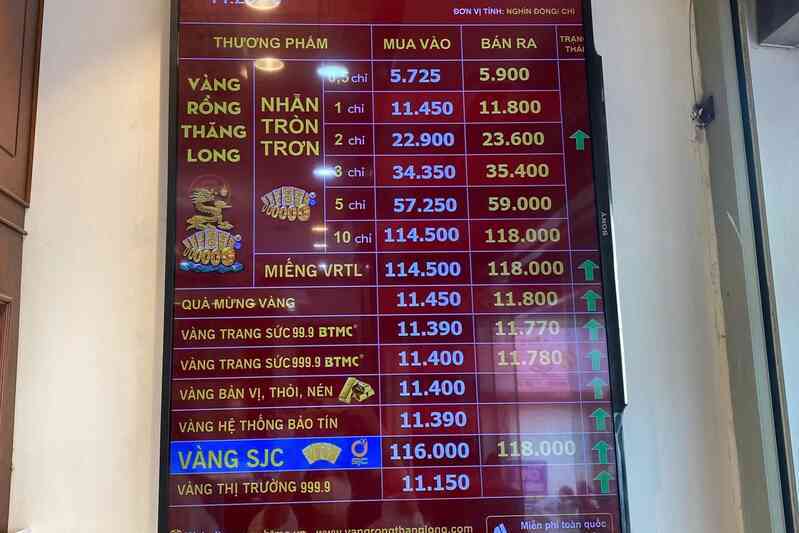 ĐƠN VỊ TÍNH: NGHÌN ĐỒNG/ CHỈ
THƯƠNG PHẨM MUA VÀO BÁN RA TRẠNG THÁI
VÀNG RỒNG THĂNG LONG
NHẪN TRÒN TRƠN
0,5 chỉ 5.725 5.900
1 chỉ 11.450 11.800
2 chỉ 22.900 23.600
3 chỉ 34.350 35.400
5 chỉ 57.250 59.000
10 chỉ 114.500 118.000
MIẾNG VRTL 114.500 118.000
QUÀ MỪNG VÀNG 11.450 11.800
VÀNG TRANG SỨC 99.9 BTMC 11.390 11.770
VÀNG TRANG SỨC 999.9 BTMC 11.400 11.780
VÀNG BẢN VỊ, THỎI, NÉN 11.400
VÀNG HỆ THỐNG BẢO TÍN 11.390
VÀNG SJC 116.000 118.000
VÀNG THỊ TRƯỜNG 999.9 11.150
www.vangrongthanglong.com
Miễn phí toàn quốc
SONY